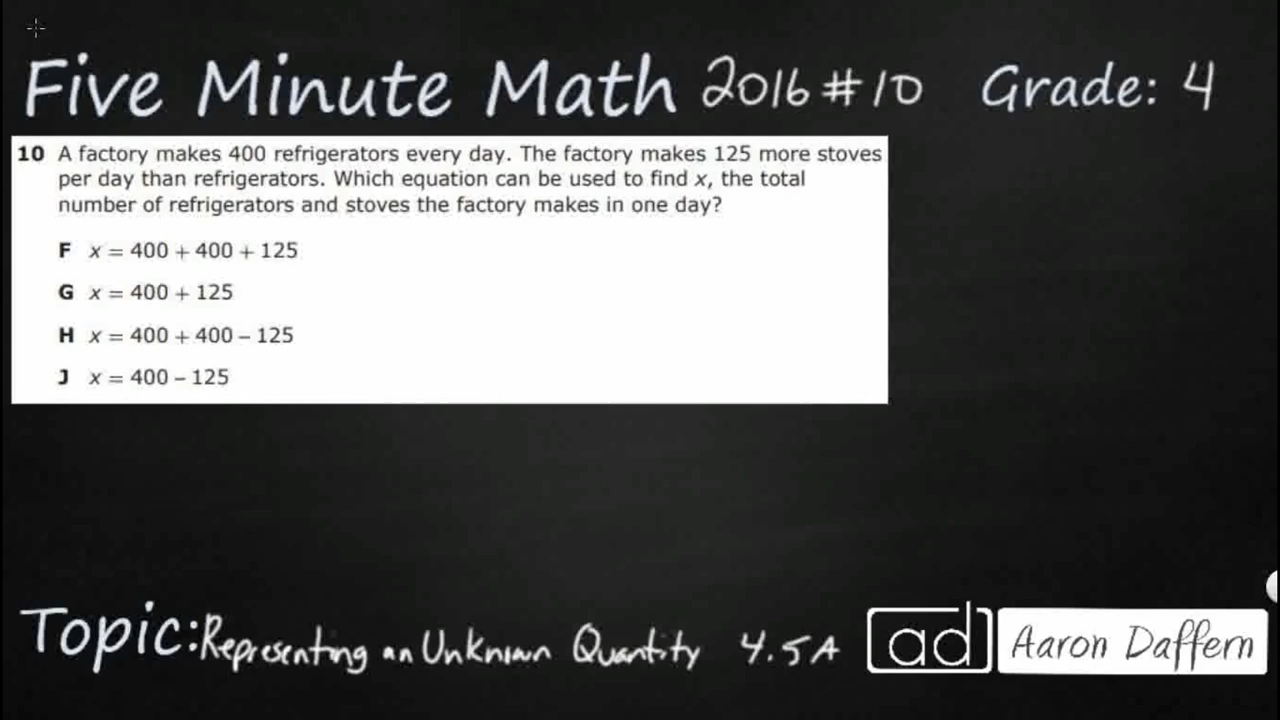 Five Minute Math 2016 #10 Grade: 4
10 A factory makes 400 refrigerators every day. The factory makes 125 more stoves
per day than refrigerators. Which equation can be used to find x, the total
number of refrigerators and stoves the factory makes in one day?
F x = 400 + 400 + 125
G x = 400 + 125
H x = 400 + 400 – 125
J x = 400 – 125
Topic: Representing an Unknown Quantity 4.5A
ad Aaron Daffern